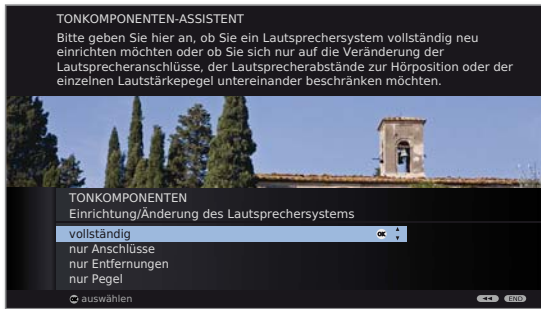 TONKOMPONENTEN-ASSISTENT
Bitte geben Sie hier an, ob Sie ein Lautsprechersystem vollständig neu
einrichten möchten oder ob Sie sich nur auf die Veränderung der
Lautsprecheranschlüsse, der Lautsprecherabstände zur Hörposition oder der
einzelnen Lautstärkepegel untereinander beschränken möchten.
TONKOMPONENTEN
Einrichtung/Änderung des Lautsprechersystems
vollständig OK
nur Anschlüsse
nur Entfernungen
nur Pegel
OK auswählen END